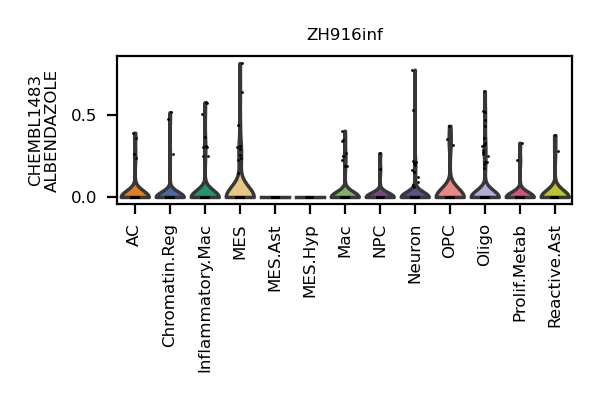 ZH916inf
CHEMBL1483
ALBENDAZOLE
0.5
0.0
AC
Chromatin.Reg
Inflammatory.Mac
MES
MES.Ast
MES.Hyp
Mac
NPC
Neuron
OPC
Oligo
Prolif.Metab
Reactive.Ast